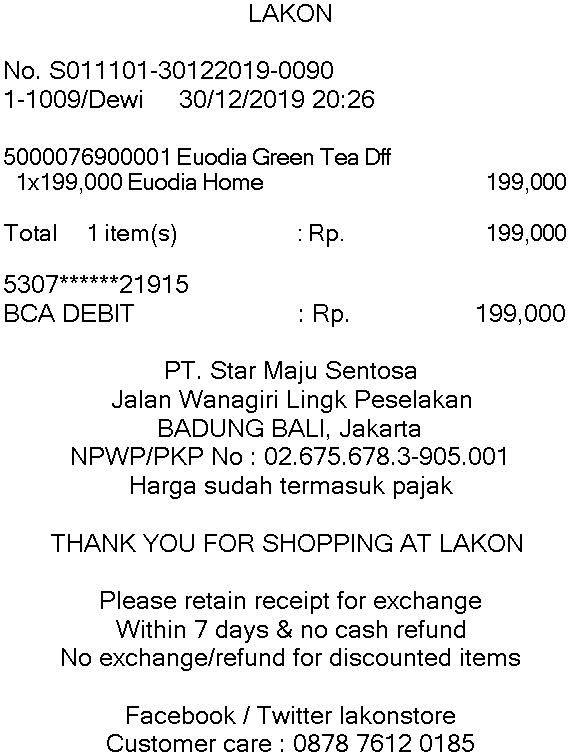 LAKON
No. S011101-30122019-0090
1-1009/Dewi 30/12/2019 20:26
5000076900001 Euodia Green Tea Dff
1x199,000 Euodia Home 199,000
Total 1 item(s) : Rp. 199,000
5307******21915
BCA DEBIT : Rp. 199,000
PT. Star Maju Sentosa
Jalan Wanagiri Lingk Peselakan
BADUNG BALI, Jakarta
NPWP/PKP No : 02.675.678.3-905.001
Harga sudah termasuk pajak
THANK YOU FOR SHOPPING AT LAKON
Please retain receipt for exchange
Within 7 days & no cash refund
No exchange/refund for discounted items
Facebook / Twitter lakonstore
Customer care : 0878 7612 0185